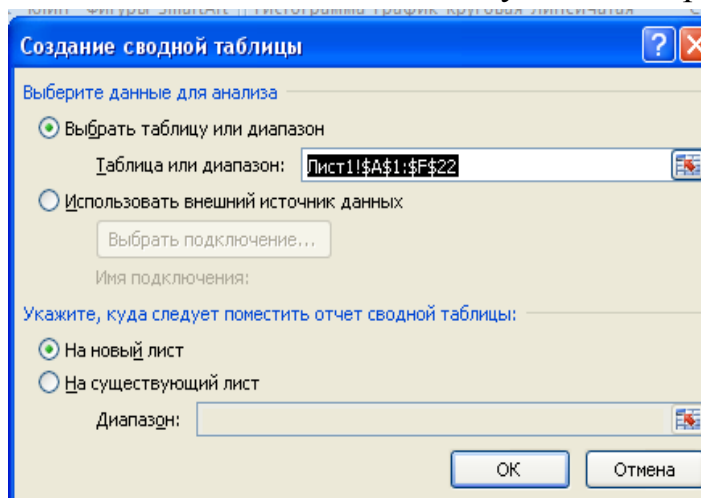 Создание сводной таблицы
Выберите данные для анализа
Выбрать таблицу или диапазон
Таблица или диапазон: Лист1!$A$1:$F$22
Использовать внешний источник данных
Выбрать подключение...
Имя подключения:
Укажите, куда следует поместить отчет сводной таблицы:
На новый лист
На существующий лист
Диапазон:
ОК Отмена